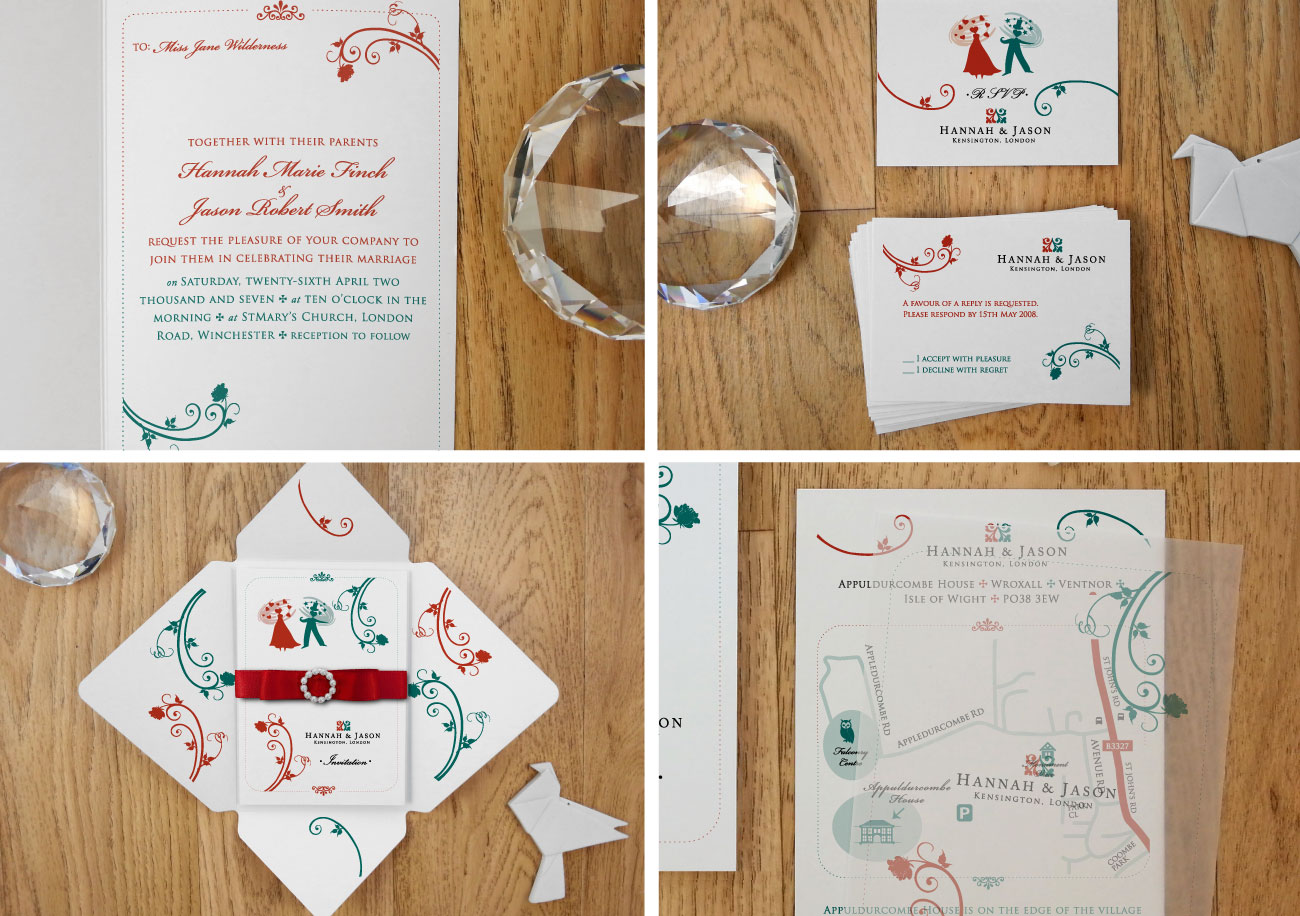 TO: Miss Jane Wilderness
TOGETHER WITH THEIR PARENTS
Hannah Marie Finch
&
Jason Robert Smith
REQUEST THE PLEASURE OF YOUR COMPANY TO
JOIN THEM IN CELEBRATING THEIR MARRIAGE
on SATURDAY, TWENTY-SIXTH APRIL TWO
THOUSAND AND SEVEN ✣ at TEN O'CLOCK IN THE
MORNING ✣ at STMARY'S CHURCH, LONDON
ROAD, WINCHESTER ✣ RECEPTION TO FOLLOW
• RSVP •
HANNAH & JASON
KENSINGTON, LONDON
HANNAH & JASON
KENSINGTON, LONDON
A FAVOUR OF A REPLY IS REQUESTED.
PLEASE RESPOND BY 15TH MAY 2008.
___ I ACCEPT WITH PLEASURE
___ I DECLINE WITH REGRET
HANNAH & JASON
KENSINGTON, LONDON
• Invitation •
ON
HANNAH & JASON
KENSINGTON, LONDON
APPULDURCOMBE HOUSE ✣ WROXALL ✣ VENTNOR ✣
ISLE OF WIGHT ✣ PO38 3EW
APPLEDURCOMBE RD
APPLEDURCOMBE RD
ST JOHN'S RD
B3327
AVENUE RD
ST JOHN'S RD
Falconry
Centre
Appuldurcombe
House
HANNAH & JASON
KENSINGTON, LONDON
CL
P
COOMBE
PARK
APPULDURCOMBE HOUSE IS ON THE EDGE OF THE VILLAGE